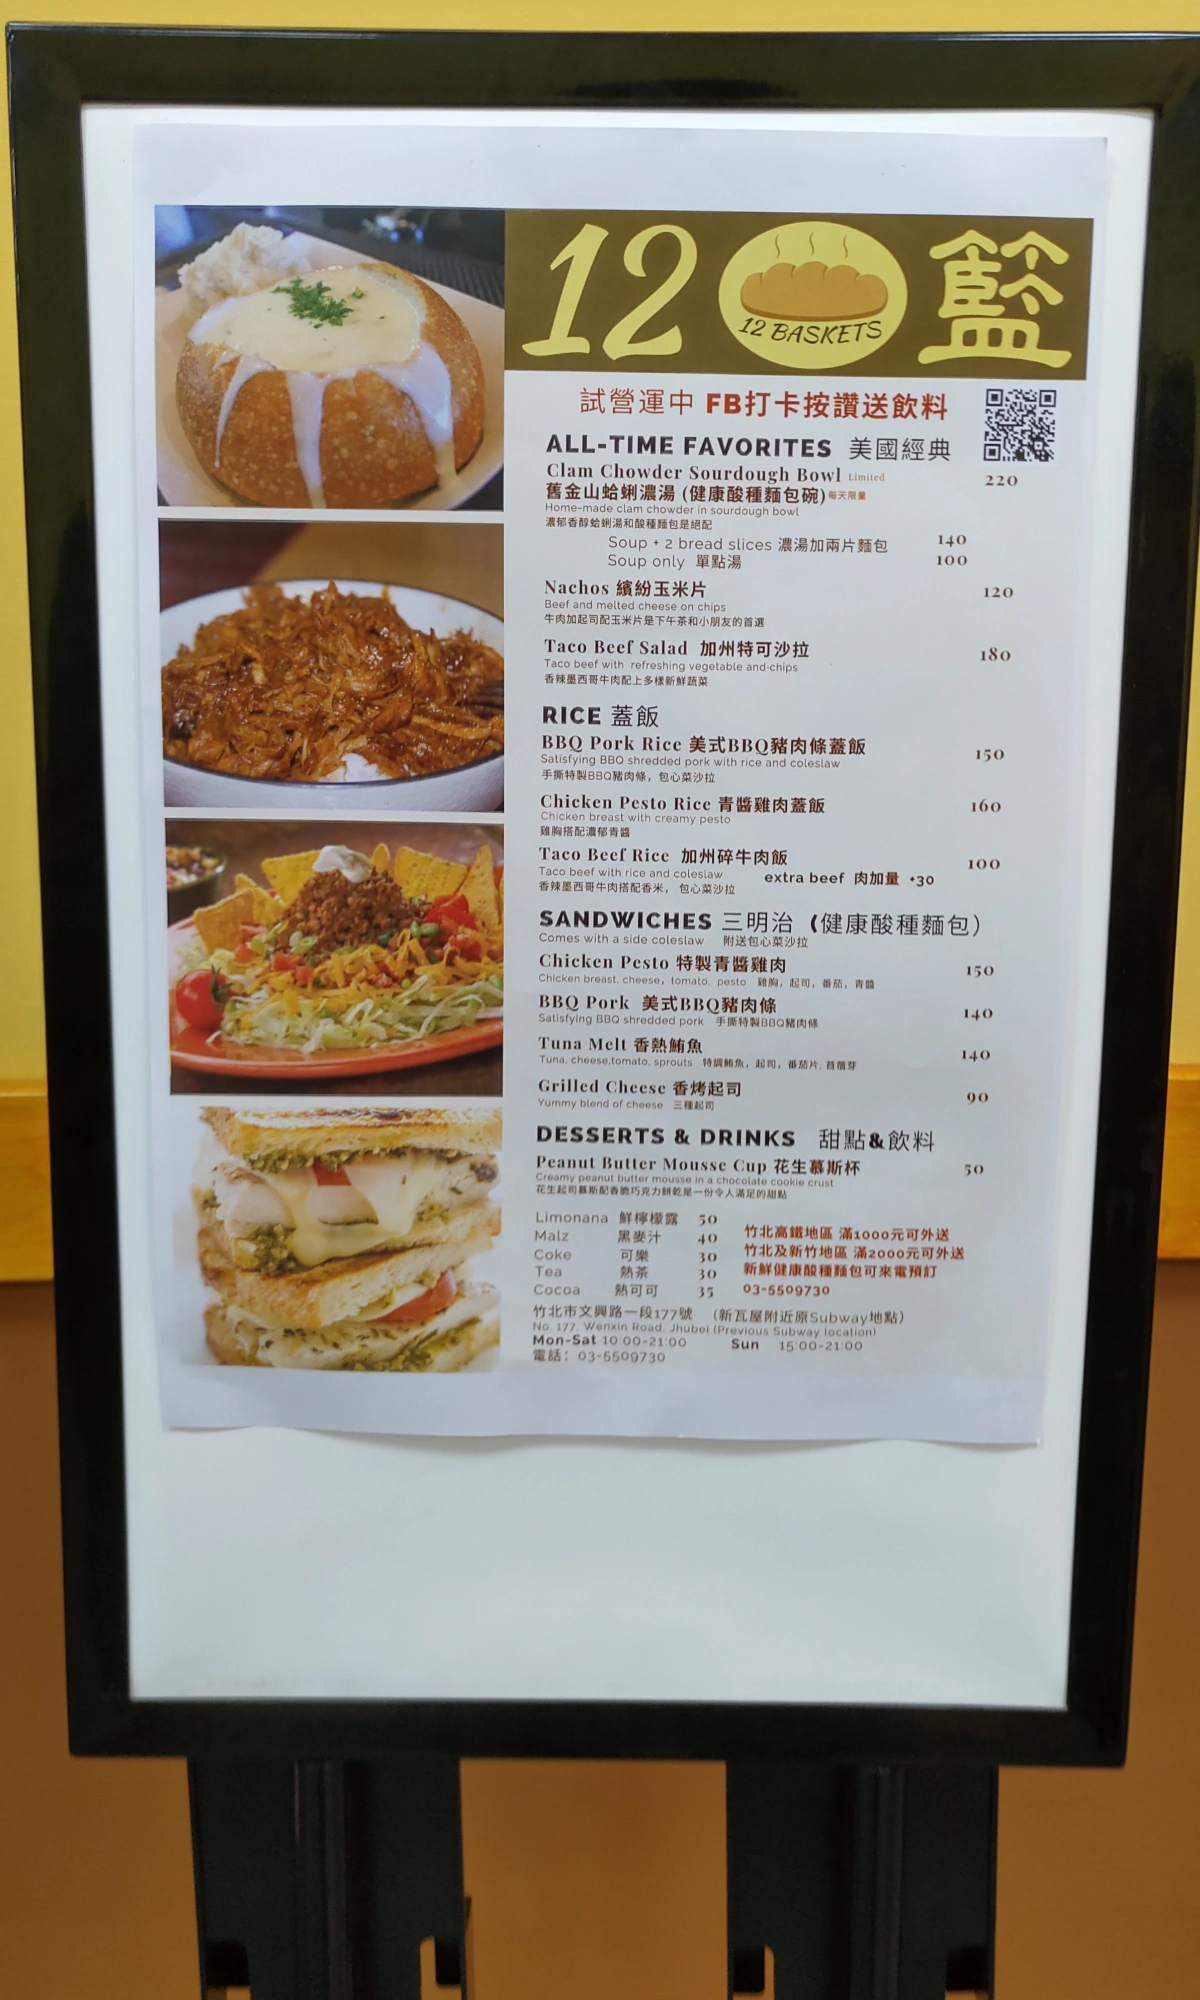 12 12 BASKETS 籃
試營運中 FB打卡按讚送飲料
ALL-TIME FAVORITES 美國經典
Clam Chowder Sourdough Bowl Limited 220
舊金山蛤蜊濃湯 (健康酸種麵包碗) 每天限量
Home-made clam chowder in sourdough bowl
濃郁香醇蛤蜊湯和酸種麵包是絕配
Soup + 2 bread slices 濃湯加兩片麵包 140
Soup only 單點湯 100
Nachos 繽紛玉米片 120
Beef and melted cheese on chips
牛肉加起司配玉米片是下午茶和小朋友的首選
Taco Beef Salad 加州特可沙拉 180
Taco beef with refreshing vegetable and chips
香辣墨西哥牛肉配上多樣新鮮蔬菜
RICE 蓋飯
BBQ Pork Rice 美式BBQ豬肉條蓋飯 150
Satisfying BBQ shredded pork with rice and coleslaw
手撕特製BBQ豬肉條，包心菜沙拉
Chicken Pesto Rice 青醬雞肉蓋飯 160
Chicken breast with creamy pesto
雞胸搭配濃郁青醬
Taco Beef Rice 加州碎牛肉飯 100
Taco beef with rice and coleslaw extra beef 肉加量 +30
香辣墨西哥牛肉搭配香米， 包心菜沙拉
SANDWICHES 三明治 (健康酸種麵包)
Comes with a side coleslaw 附送包心菜沙拉
Chicken Pesto 特製青醬雞肉 150
Chicken breast, cheese, tomato, pesto 雞胸，起司，番茄，青醬
BBQ Pork 美式BBQ豬肉條 140
Satisfying BBQ shredded pork 手撕特製BBQ豬肉條
Tuna Melt 香熱鮪魚 140
Tuna, cheese,tomato, sprouts 特調鮪魚，起司，番茄片, 苜蓿芽
Grilled Cheese 香烤起司 90
Yummy blend of cheese 三種起司
DESSERTS & DRINKS 甜點&飲料
Peanut Butter Mousse Cup 花生慕斯杯 50
Creamy peanut butter mousse in a chocolate cookie crust
花生起司慕斯配香脆巧克力餅乾是一份令人滿足的甜點
Limonana 鮮檸檬露 50
Malz 黑麥汁 40
Coke 可樂 30
Tea 熱茶 30
Cocoa 熱可可 35
竹北高鐵地區 滿1000元可外送
竹北及新竹地區 滿2000元可外送
新鮮健康酸種麵包可來電預訂
03-5509730
竹北市文興路一段177號 (新瓦屋附近原Subway地點)
No. 177, Wenxin Road, Jhubei (Previous Subway location)
Mon-Sat 10:00-21:00 Sun 15:00-21:00
電話：03-5509730